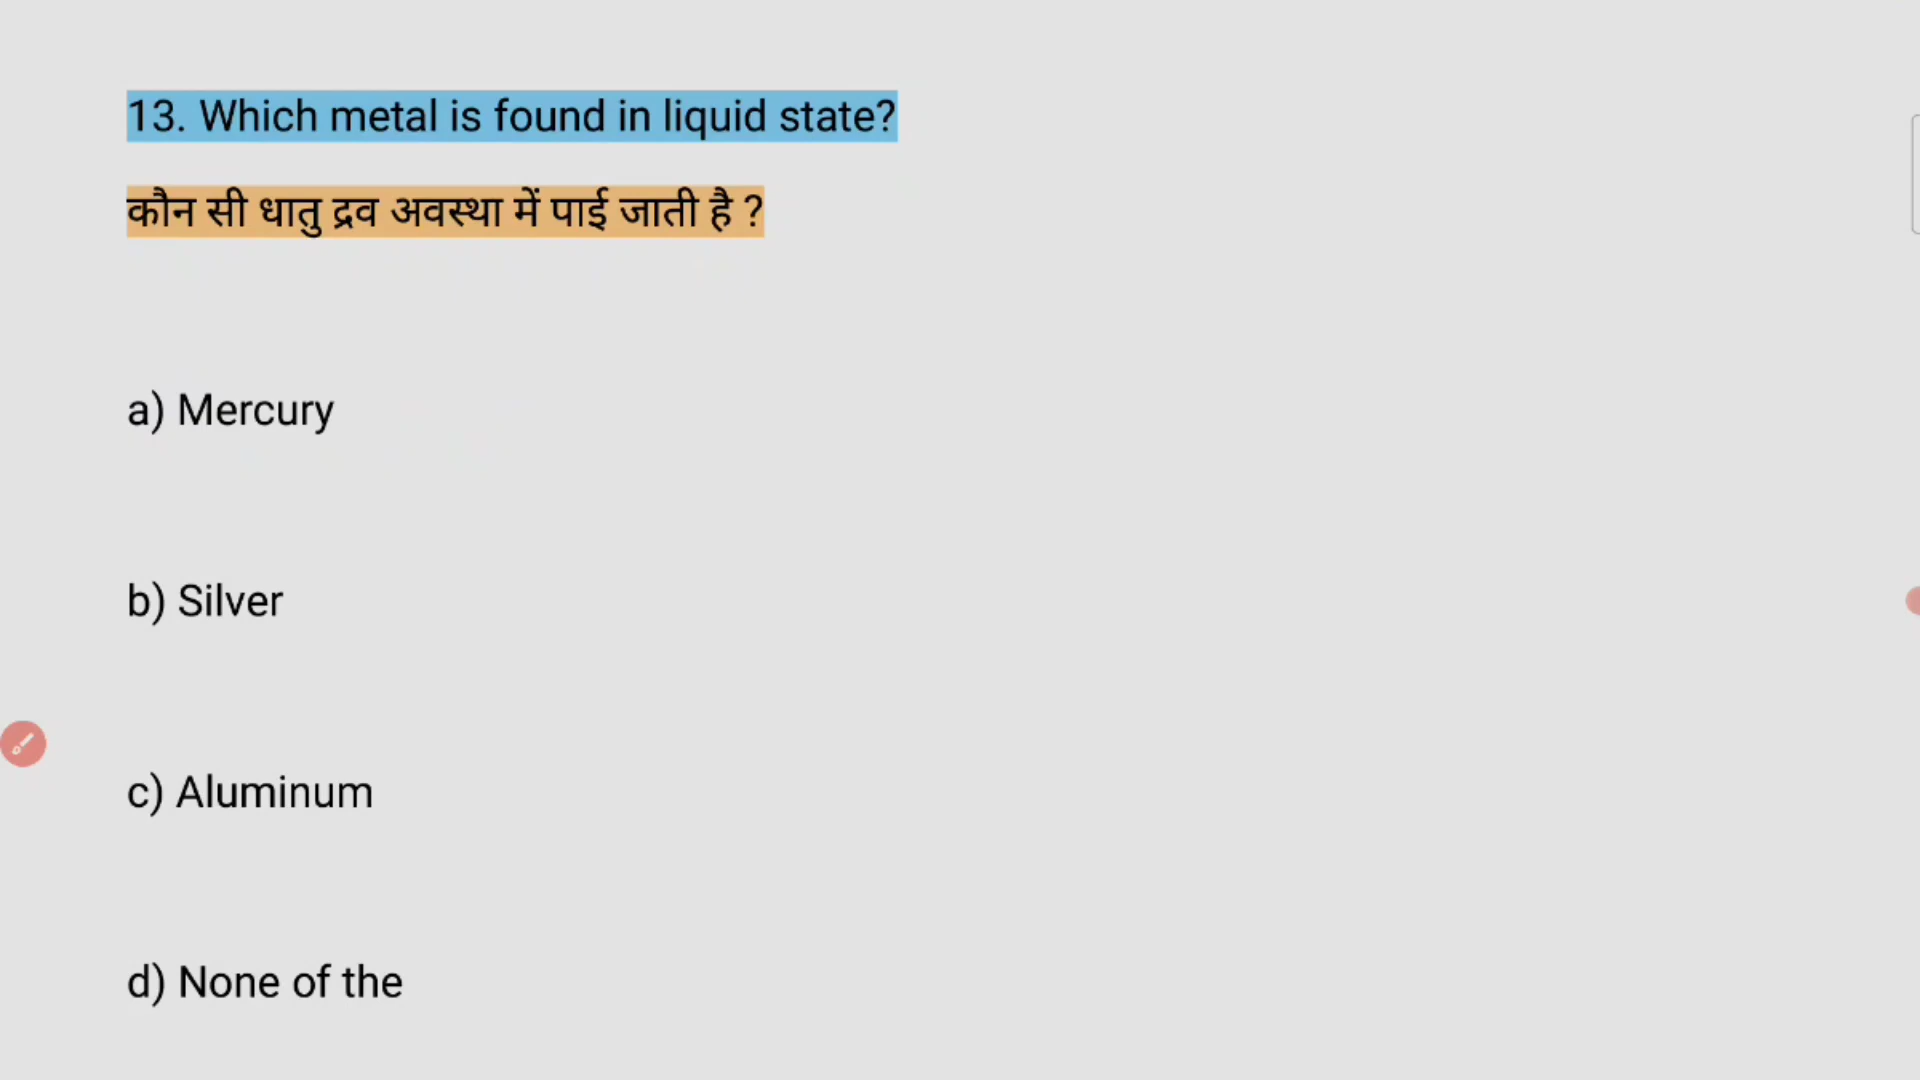 13. Which metal is found in liquid state?
कौन सी धातु द्रव अवस्था में पाई जाती है ?
a) Mercury
b) Silver
c) Aluminum
d) None of the